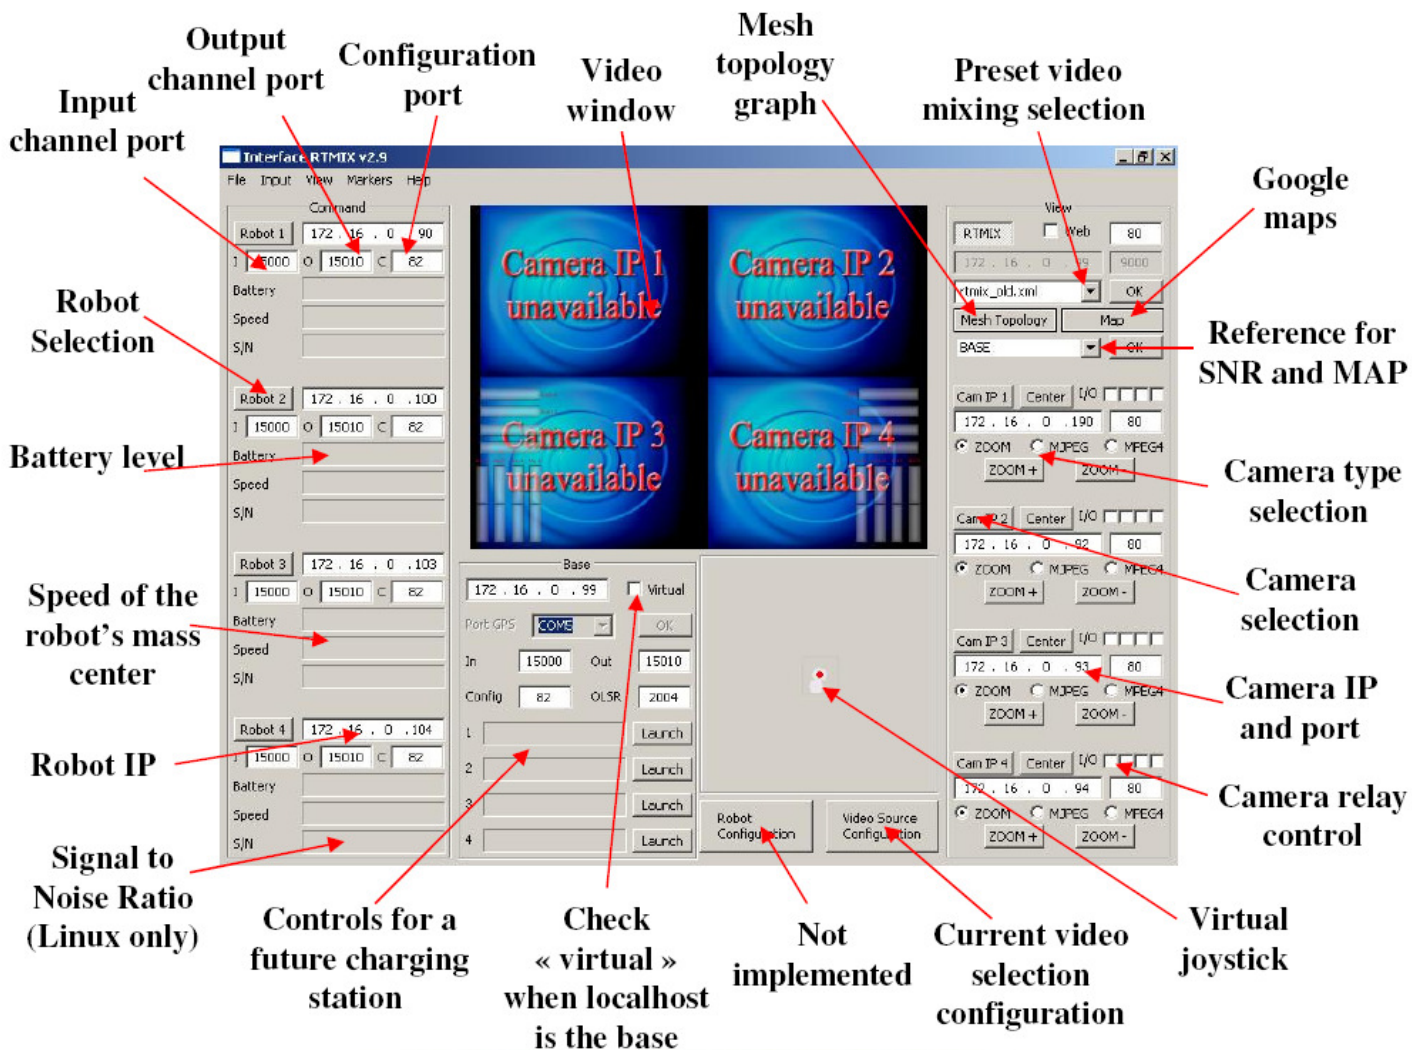 Output
channel port
Configuration
port
Input
channel port
Video
window
Mesh
topology
graph
Preset video
mixing selection
Google
maps
Robot
Selection
Battery level
Speed of the
robot's mass
center
Robot IP
Signal to
Noise Ratio
(Linux only)
Interface RTMIX v2.9
File Input View Markers Help
Command
Robot 1 172 . 16 . 0 . 90
I 15000 O 15010 C 82
Battery
Speed
S/N
Robot 2 172 . 16 . 0 . 100
I 15000 O 15010 C 82
Battery
Speed
S/N
Robot 3 172 . 16 . 0 . 103
I 15000 O 15010 C 82
Battery
Speed
S/N
Robot 4 172 . 16 . 0 . 104
I 15000 O 15010 C 82
Battery
Speed
S/N
Camera IP 1
unavailable
Camera IP 2
unavailable
Camera IP 3
unavailable
Camera IP 4
unavailable
Base
172 . 16 . 0 . 99 Virtual
Port GPS COM5 OK
In 15000 Out 15010
Config 82 OLSR 2004
1 Launch
2 Launch
3 Launch
4 Launch
Robot
Configuration
Video Source
Configuration
View
RTMIX Web 80
172 . 16 . 0 . 99 9000
rtmix_old.xml OK
Mesh Topology Map
BASE OK
Cam IP 1 Center I/O
172 . 16 . 0 . 190 80
ZOOM MJPEG MPEG4
ZOOM + ZOOM -
Cam IP 2 Center I/O
172 . 16 . 0 . 92 80
ZOOM MJPEG MPEG4
ZOOM + ZOOM -
Cam IP 3 Center I/O
172 . 16 . 0 . 93 80
ZOOM MJPEG MPEG4
ZOOM + ZOOM -
Cam IP 4 Center I/O
172 . 16 . 0 . 94 80
ZOOM MJPEG MPEG4
ZOOM + ZOOM -
Reference for
SNR and MAP
Camera type
selection
Camera
selection
Camera IP
and port
Camera relay
control
Virtual
joystick
Controls for a
future charging
station
Check
« virtual »
when localhost
is the base
Not
implemented
Current video
selection
configuration